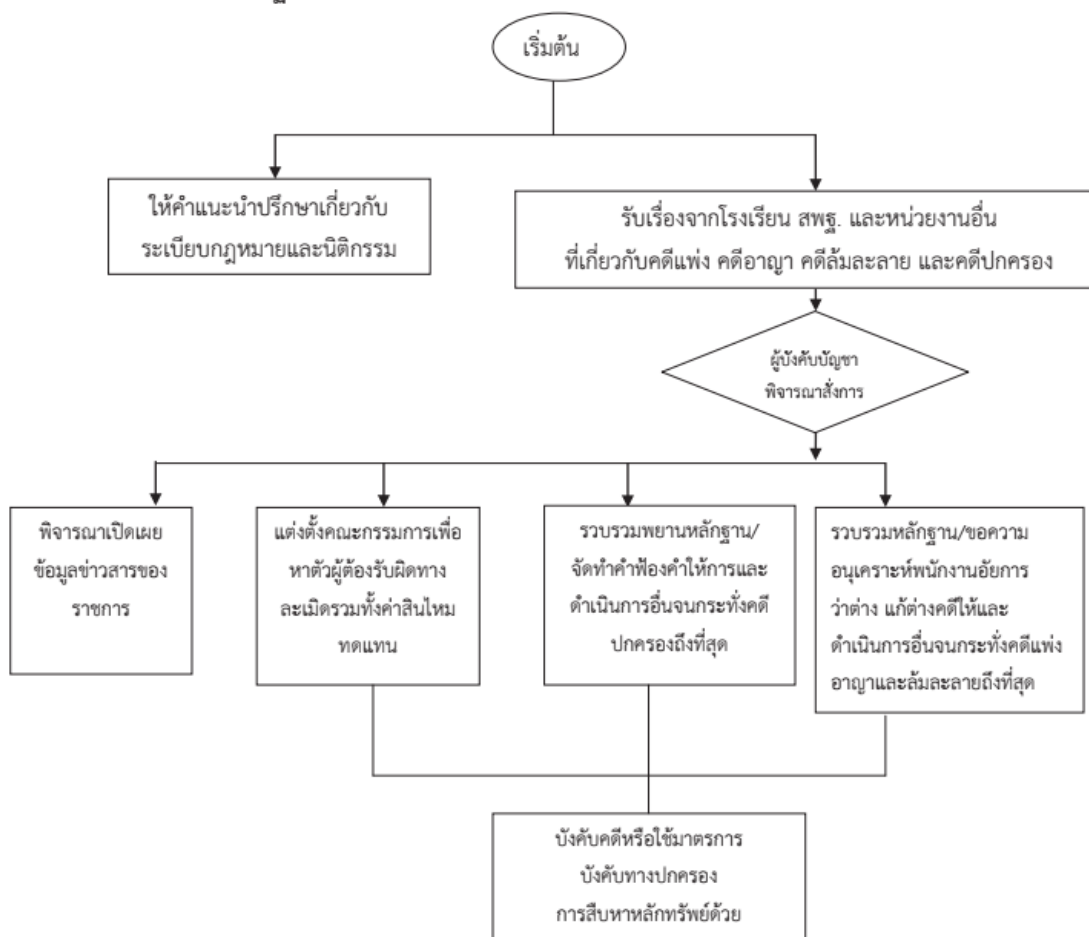 เริ่มต้น
ให้คำแนะนำปรึกษาเกี่ยวกับ
ระเบียบกฎหมายและนิติกรรม
รับเรื่องจากโรงเรียน สพฐ. และหน่วยงานอื่น
ที่เกี่ยวกับคดีแพ่ง คดีอาญา คดีล้มละลาย และคดีปกครอง
ผู้บังคับบัญชา
พิจารณาสั่งการ
พิจารณาเปิดเผย
ข้อมูลข่าวสารของ
ราชการ
แต่งตั้งคณะกรรมการเพื่อ
หาตัวผู้ต้องรับผิดทาง
ละเมิดรวมทั้งค่าสินไหม
ทดแทน
รวบรวมพยานหลักฐาน/
จัดทำคำฟ้องคำให้การและ
ดำเนินการอื่นจนกระทั่งคดี
ปกครองถึงที่สุด
รวบรวมหลักฐาน/ขอความ
อนุเคราะห์พนักงานอัยการ
ว่าต่าง แก้ต่างคดีให้และ
ดำเนินการอื่นจนกระทั่งคดีแพ่ง
อาญาและล้มละลายถึงที่สุด
บังคับคดีหรือใช้มาตรการ
บังคับทางปกครอง
การสืบหาหลักทรัพย์ด้วย